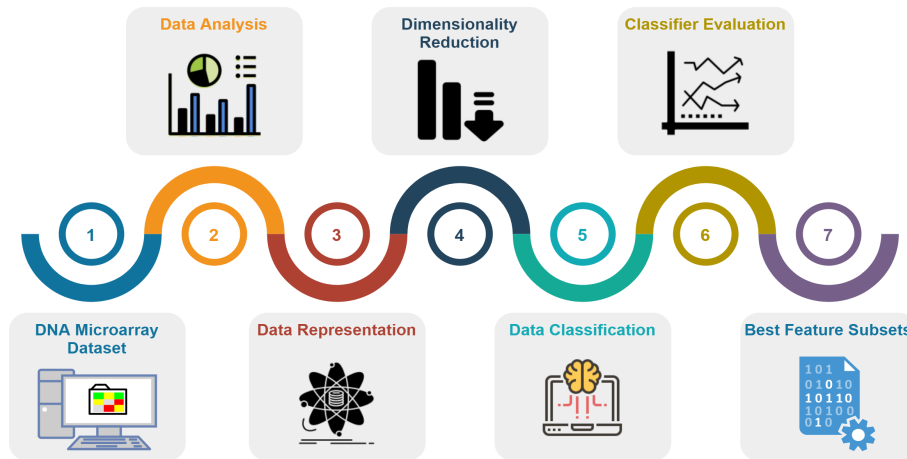 Data Analysis
Dimensionality
Reduction
Classifier Evaluation
1
2
3
4
5
6
7
DNA Microarray
Dataset
Data Representation
Data Classification
Best Feature Subsets
101
01010
10110
10100
010